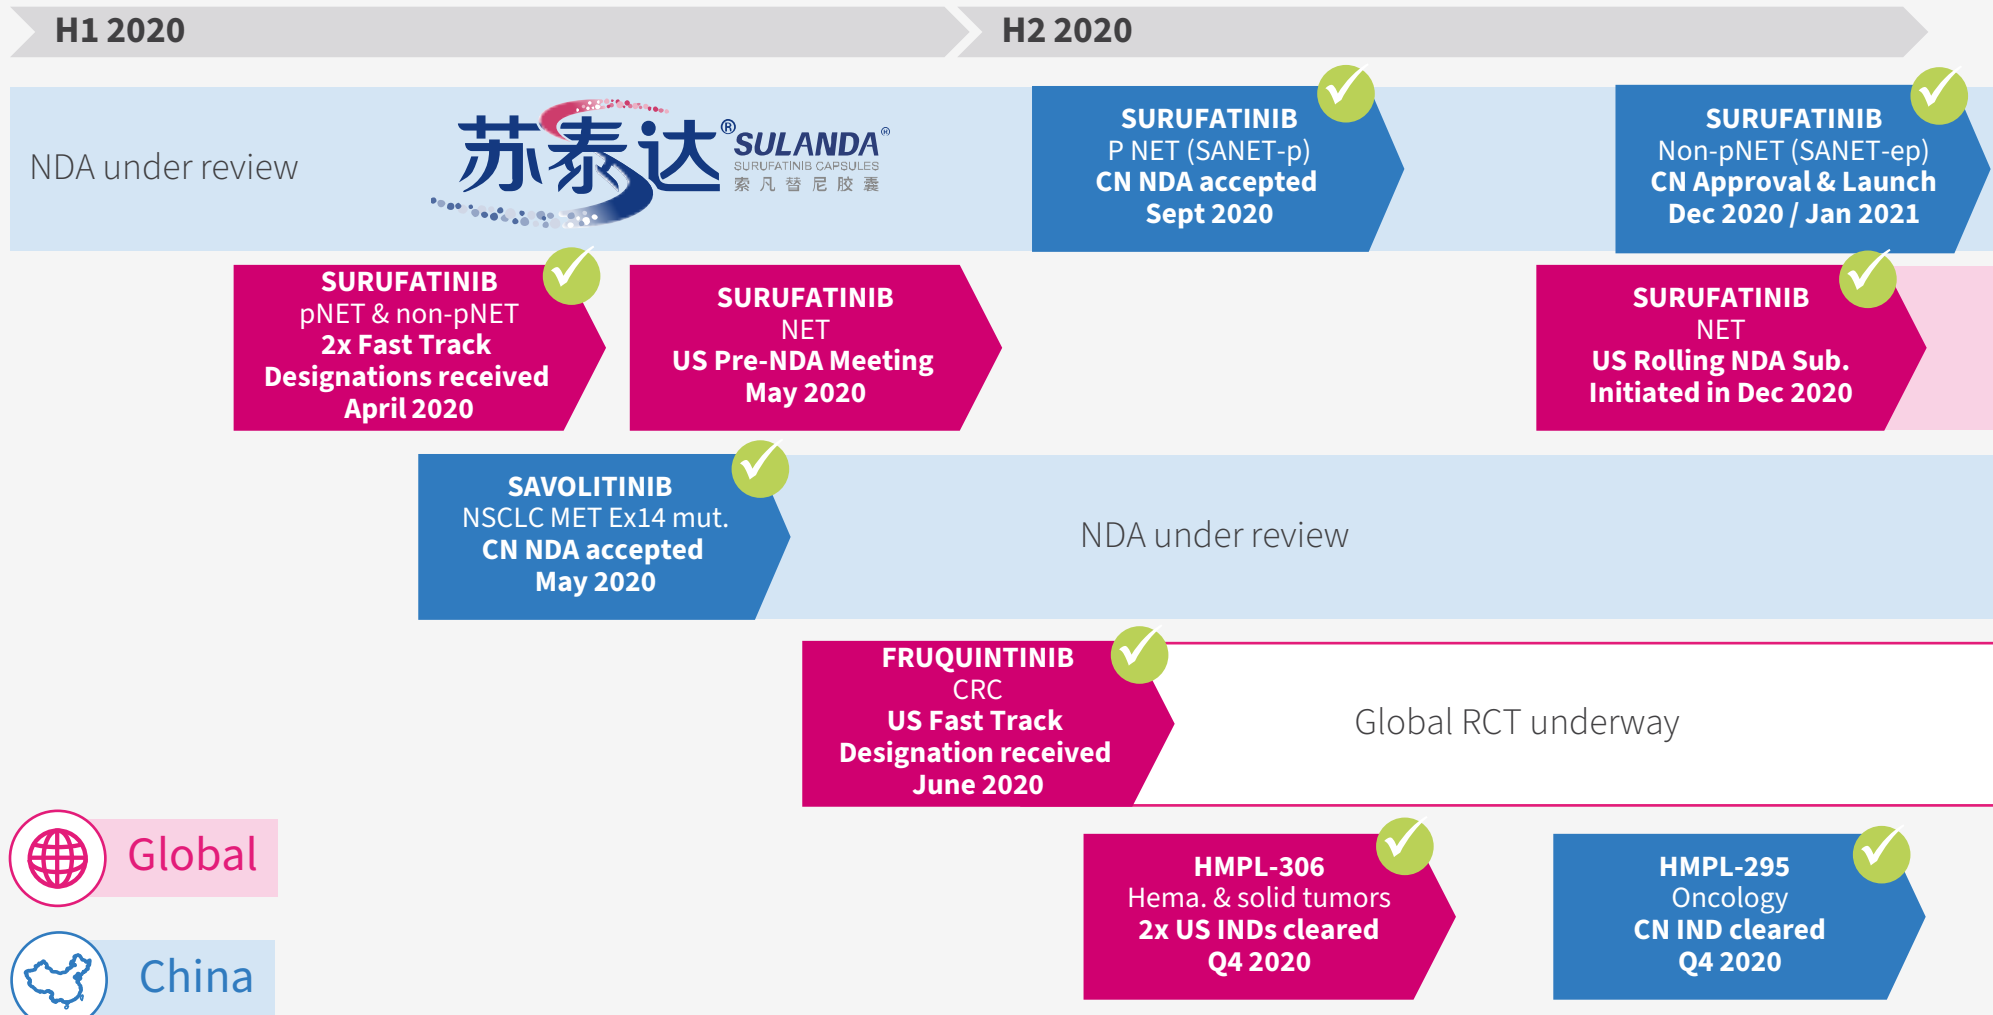 H1 2020
H2 2020
NDA under review
苏泰达®
SULANDA®
SURUFATINIB CAPSULES
索凡替尼胶囊
SURUFATINIB
P NET (SANET-p)
CN NDA accepted
Sept 2020
SURUFATINIB
Non-pNET (SANET-ep)
CN Approval & Launch
Dec 2020 / Jan 2021
SURUFATINIB
pNET & non-pNET
2x Fast Track
Designations received
April 2020
SURUFATINIB
NET
US Pre-NDA Meeting
May 2020
SURUFATINIB
NET
US Rolling NDA Sub.
Initiated in Dec 2020
SAVOLITINIB
NSCLC MET Ex14 mut.
CN NDA accepted
May 2020
NDA under review
FRUQUINTINIB
CRC
US Fast Track
Designation received
June 2020
Global RCT underway
Global
HMPL-306
Hema. & solid tumors
2x US INDs cleared
Q4 2020
HMPL-295
Oncology
CN IND cleared
Q4 2020
China